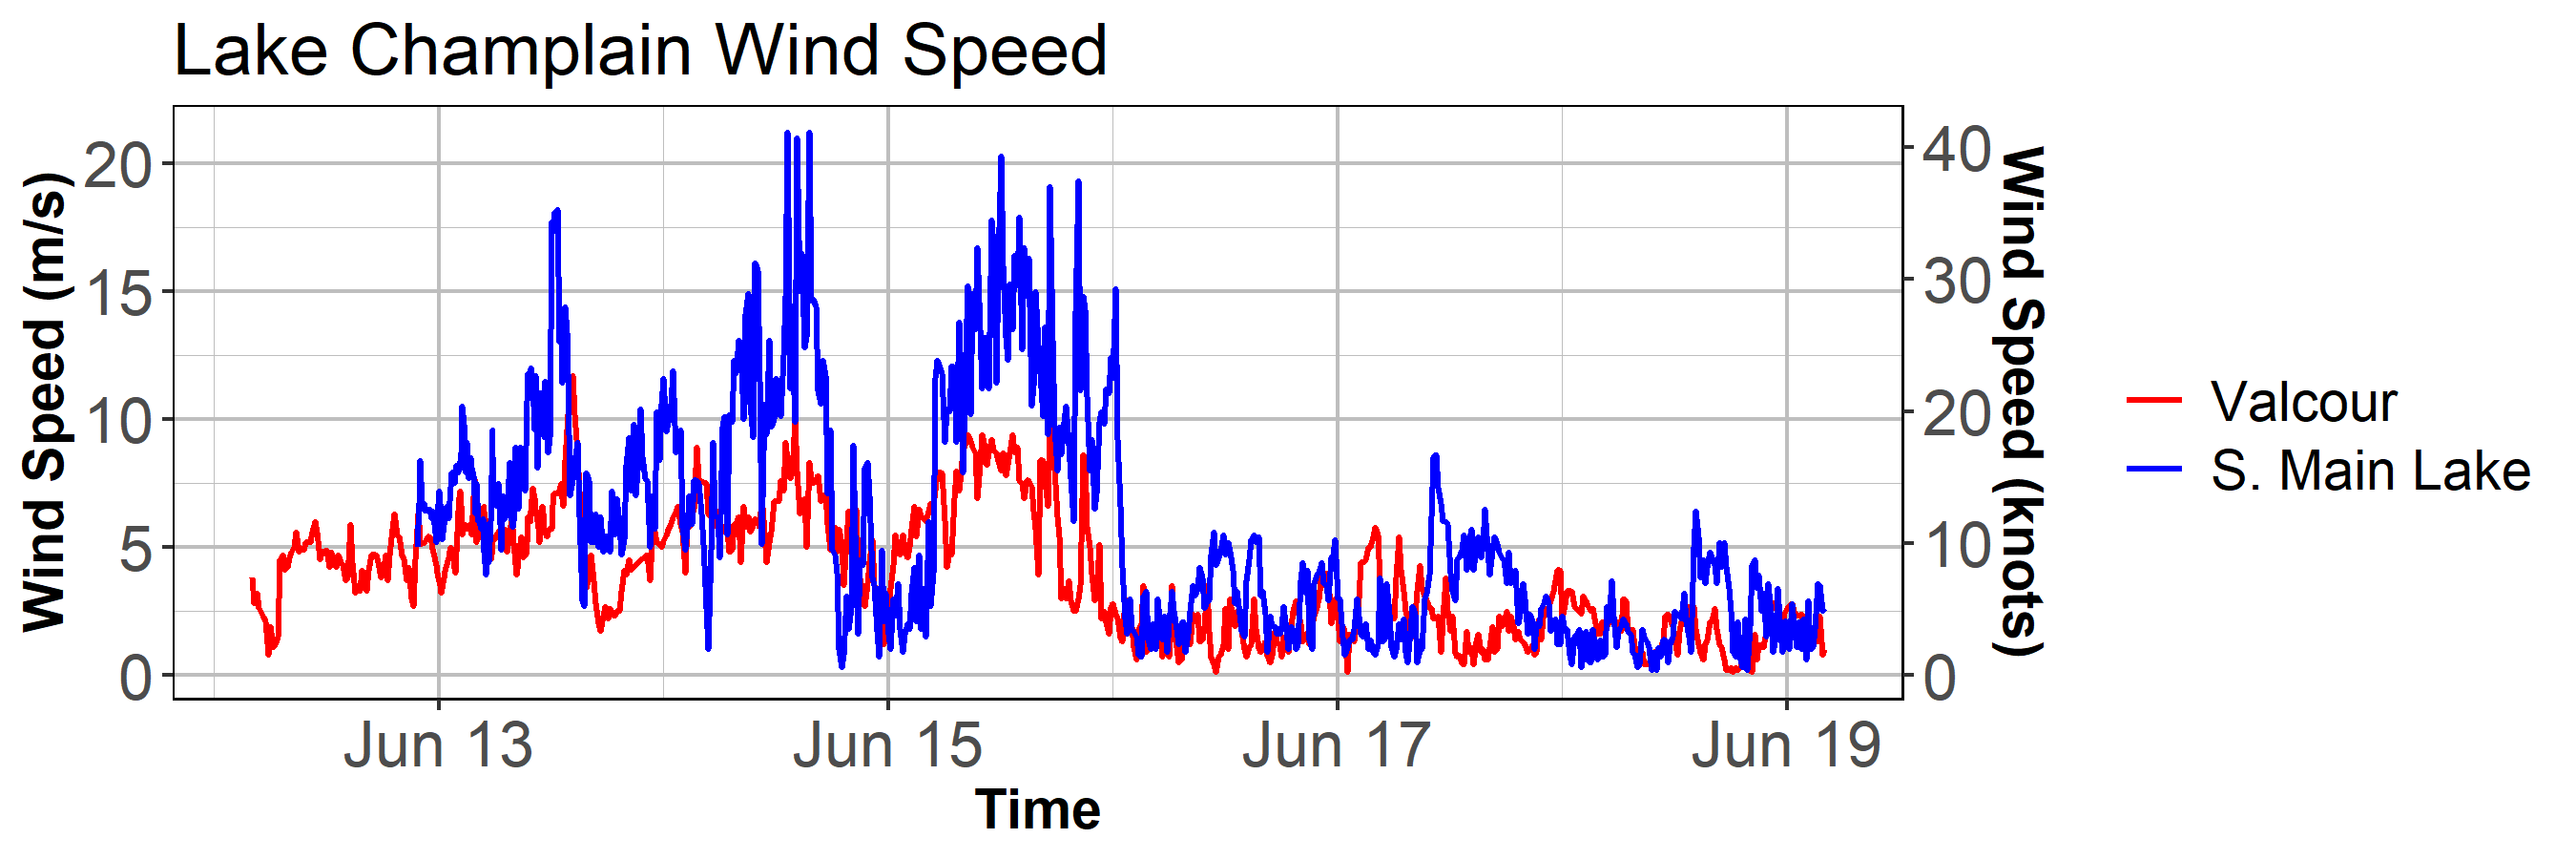 Lake Champlain Wind Speed
Wind Speed (m/s)
20
15
10
5
0
40
30
20
10
0
Wind Speed (knots)
Jun 13
Jun 15
Jun 17
Jun 19
Time
Valcour
S. Main Lake